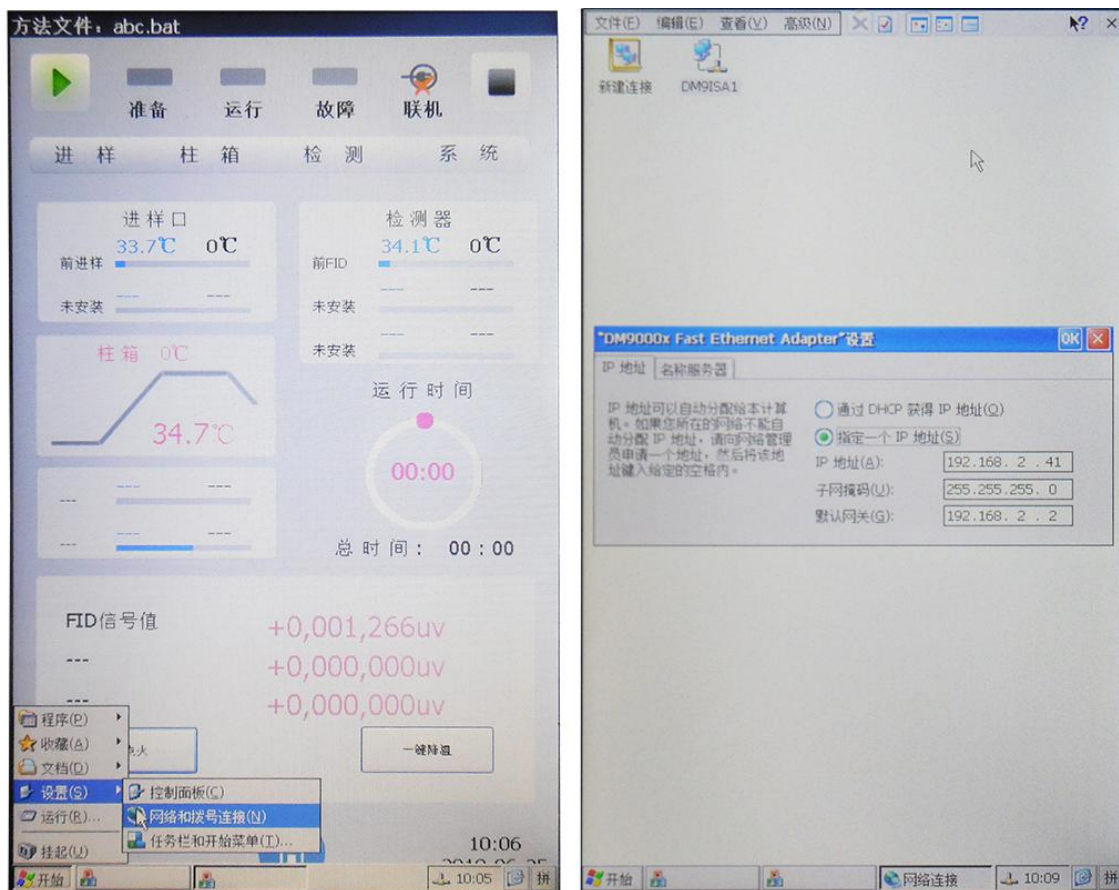 方法文件：abc.bat
准备 运行 故障 联机
进 样 柱 箱 检 测 系 统
进样口
33.7℃ 0℃
前进样
--- ---
未安装
检测器
34.1℃ 0℃
前FID
--- ---
未安装
--- ---
未安装
柱箱 0℃
34.7℃
运行时间
00:00
--- ---
---
--- ---
---
总时间： 00:00
FID信号值 +0,001,266uv
--- +0,000,000uv
--- +0,000,000uv
点火
一键降温
程序(P)
收藏(A)
文档(D)
设置(S)
运行(R)...
挂起(U)
控制面板(C)
网络和拨号连接(N)
任务栏和开始菜单(T)...
10:06
开始 10:05 拼
文件(F) 编辑(E) 查看(V) 高级(N)
新建连接 DM9ISA1
"DM9000x Fast Ethernet Adapter"设置 OK
IP 地址 名称服务器
IP 地址可以自动分配给本计算
机。如果您所在的网络不能自
动分配 IP 地址，请向网络管理
员申请一个地址，然后将该地
址键入给定的空格内。
通过 DHCP 获得 IP 地址(O)
指定一个 IP 地址(S)
IP 地址(A): 192.168. 2 . 41
子网掩码(U): 255.255.255. 0
默认网关(G): 192.168. 2 . 2
开始 网络连接 10:09 拼